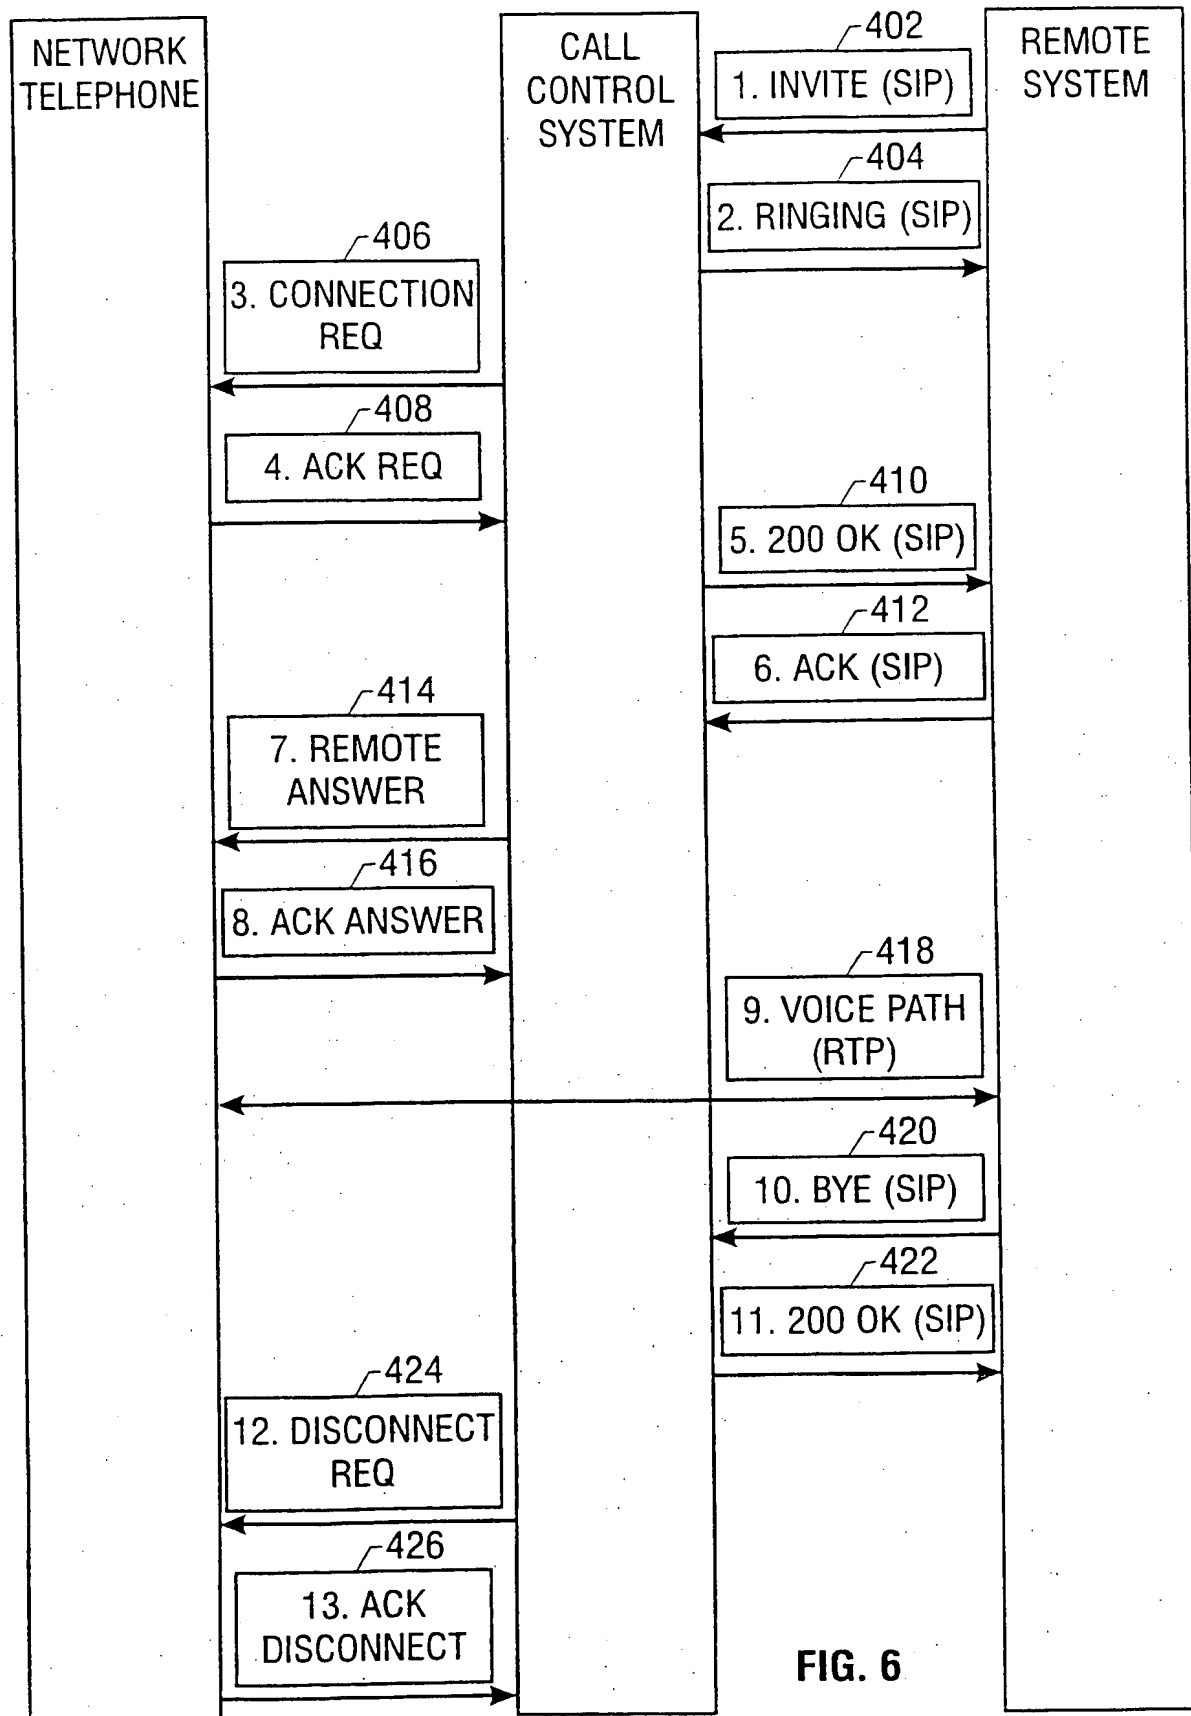 NETWORK
TELEPHONE
CALL
CONTROL
SYSTEM
REMOTE
SYSTEM
402
1. INVITE (SIP)
404
2. RINGING (SIP)
406
3. CONNECTION
REQ
408
4. ACK REQ
410
5. 200 OK (SIP)
412
6. ACK (SIP)
414
7. REMOTE
ANSWER
416
8. ACK ANSWER
418
9. VOICE PATH
(RTP)
420
10. BYE (SIP)
422
11. 200 OK (SIP)
424
12. DISCONNECT
REQ
426
13. ACK
DISCONNECT
FIG. 6